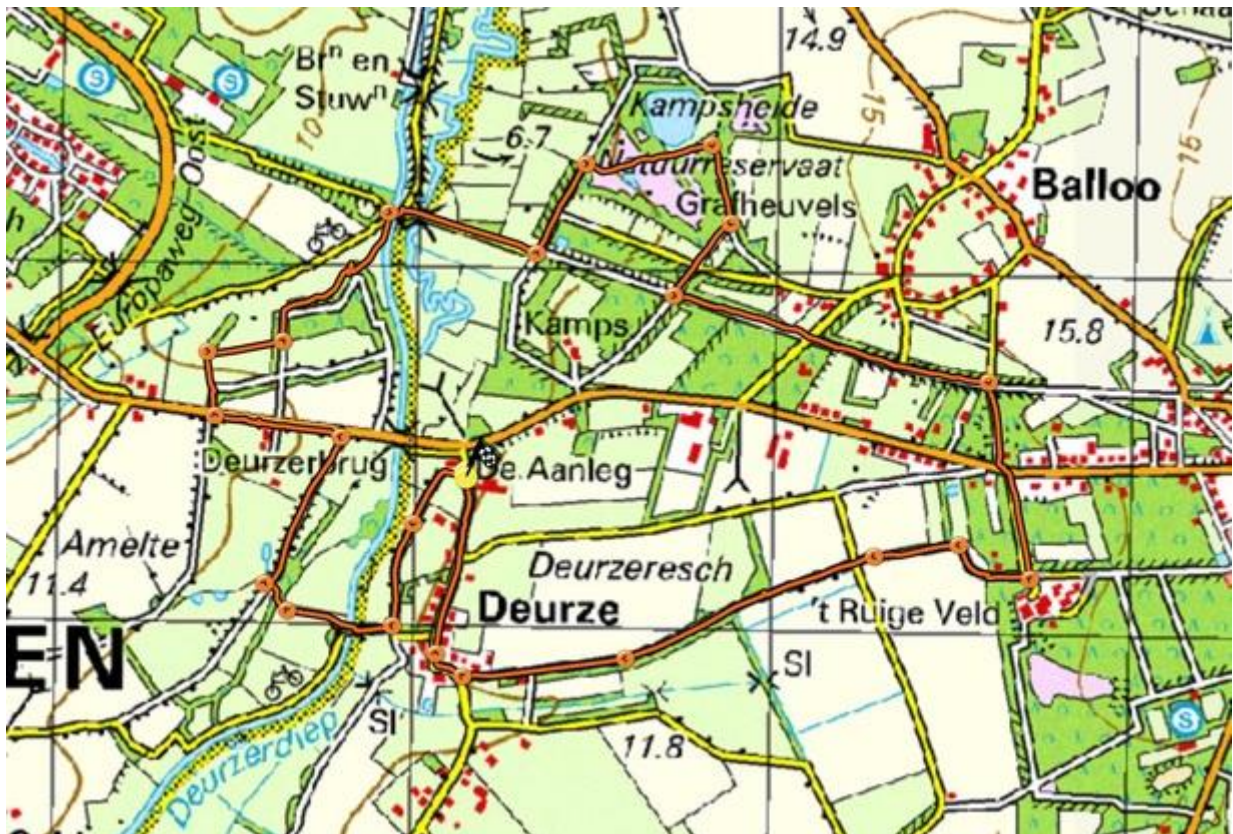 Brⁿ en
Stuwⁿ
14.9
10
15
15
Kampsheide
6.7
Natuurreservaat
Grafheuvels
Balloo
Europaweg Oost
Kamps
15.8
Deurzerbrug
De Aanleg
Amelte
11.4
Deurzeresch
Deurze
't Ruige Veld
EN
Sl
Sl
11.8
Deurzerdiep
S
S
S